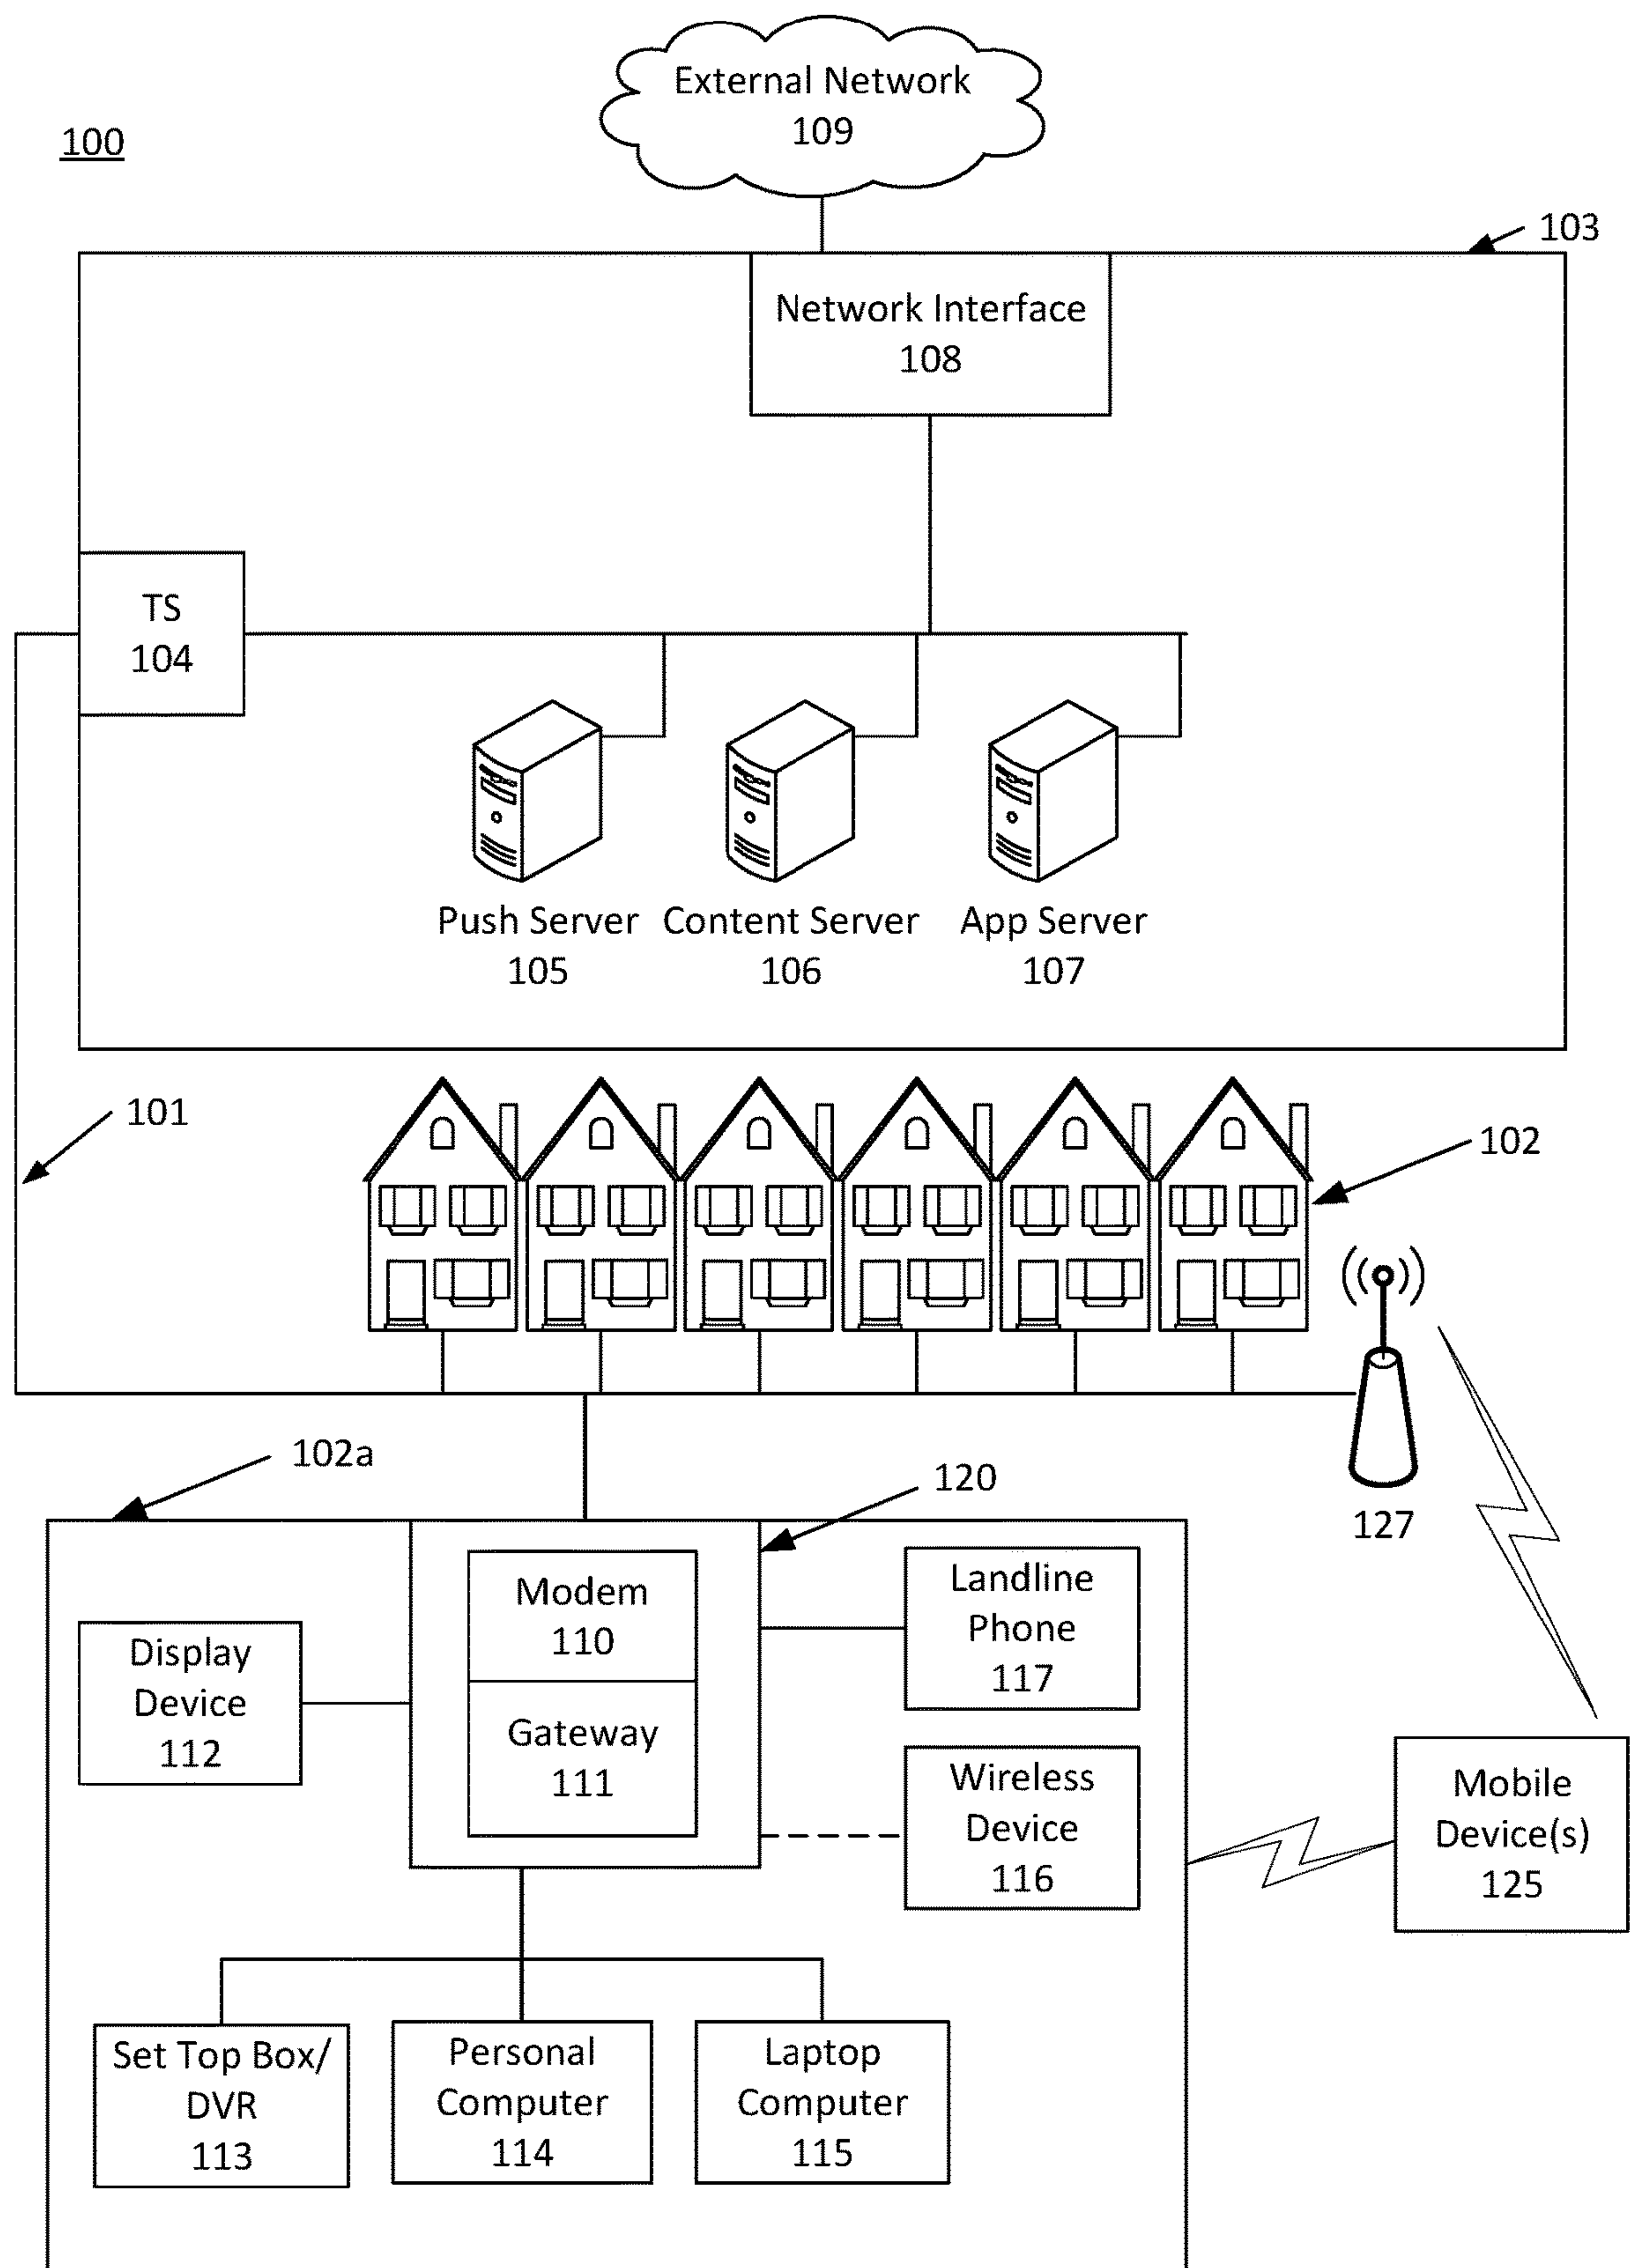 External Network
109
100
103
Network Interface
108
TS
104
Push Server
105
Content Server
106
App Server
107
101
102
127
102a
120
Modem
110
Gateway
111
Display
Device
112
Landline
Phone
117
Wireless
Device
116
Mobile
Device(s)
125
Set Top Box/
DVR
113
Personal
Computer
114
Laptop
Computer
115